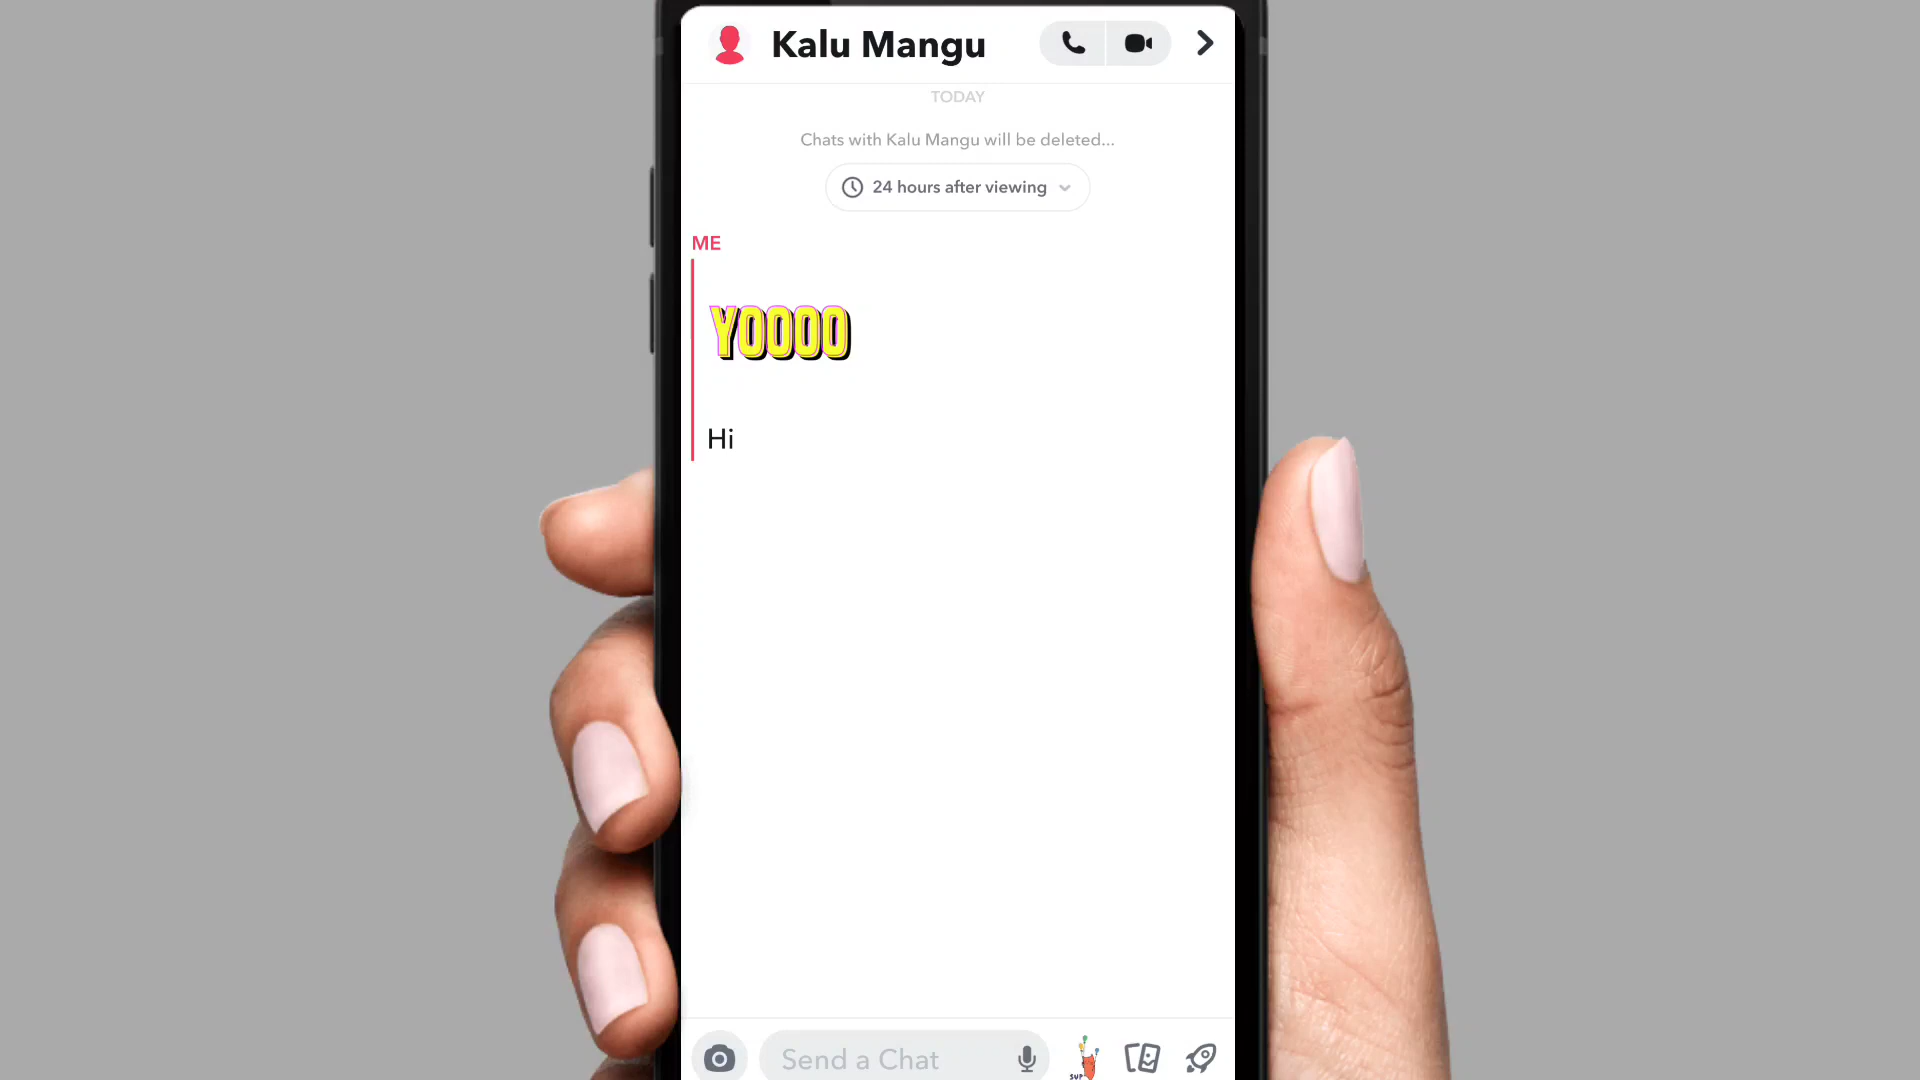 Kalu Mangu
TODAY
Chats with Kalu Mangu will be deleted...
24 hours after viewing
ME
YOOOO
Hi
Send a Chat
SUP